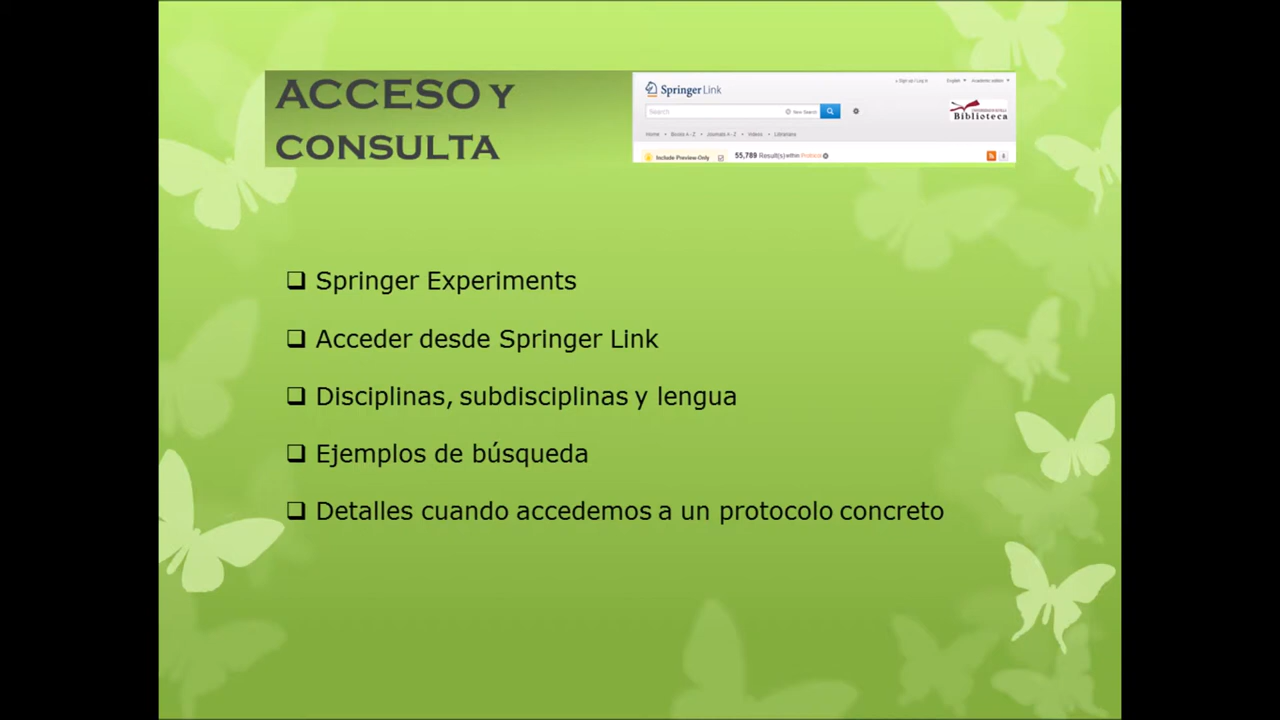 ACCESO Y
CONSULTA
Sign up / Log in English Academic edition
Springer Link
Search New Search
Biblioteca
Home • Books A - Z • Journals A - Z • Videos • Librarians
Include Preview-Only 55,789 Result(s) within Protocol
Springer Experiments
Acceder desde Springer Link
Disciplinas, subdisciplinas y lengua
Ejemplos de búsqueda
Detalles cuando accedemos a un protocolo concreto